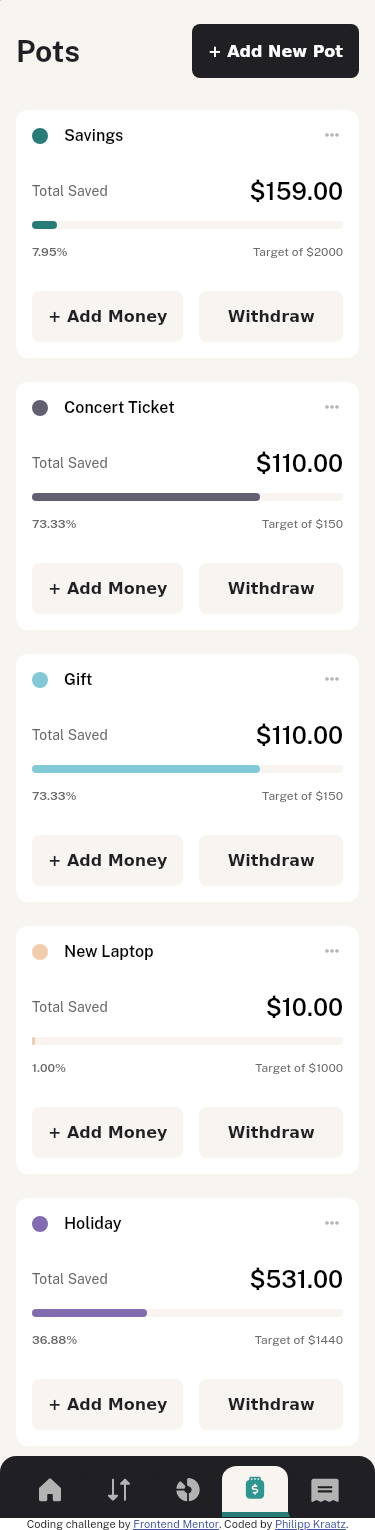 Pots
+ Add New Pot
Savings
Total Saved $159.00
7.95% Target of $2000
+ Add Money Withdraw
Concert Ticket
Total Saved $110.00
73.33% Target of $150
+ Add Money Withdraw
Gift
Total Saved $110.00
73.33% Target of $150
+ Add Money Withdraw
New Laptop
Total Saved $10.00
1.00% Target of $1000
+ Add Money Withdraw
Holiday
Total Saved $531.00
36.88% Target of $1440
+ Add Money Withdraw
$
Coding challenge by Frontend Mentor. Coded by Philipp Kraatz.